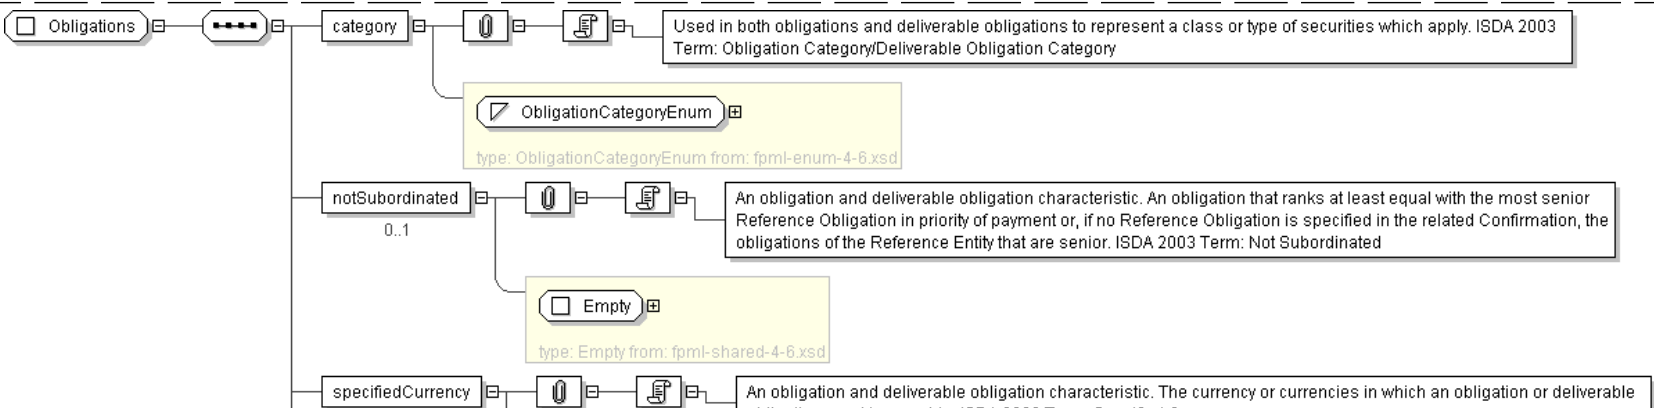 Obligations
category
Used in both obligations and deliverable obligations to represent a class or type of securities which apply. ISDA 2003
Term: Obligation Category/Deliverable Obligation Category
ObligationCategoryEnum
type: ObligationCategoryEnum from: fpml-enum-4-6.xsd
notSubordinated
0..1
An obligation and deliverable obligation characteristic. An obligation that ranks at least equal with the most senior
Reference Obligation in priority of payment or, if no Reference Obligation is specified in the related Confirmation, the
obligations of the Reference Entity that are senior. ISDA 2003 Term: Not Subordinated
Empty
type: Empty from: fpml-shared-4-6.xsd
specifiedCurrency
An obligation and deliverable obligation characteristic. The currency or currencies in which an obligation or deliverable